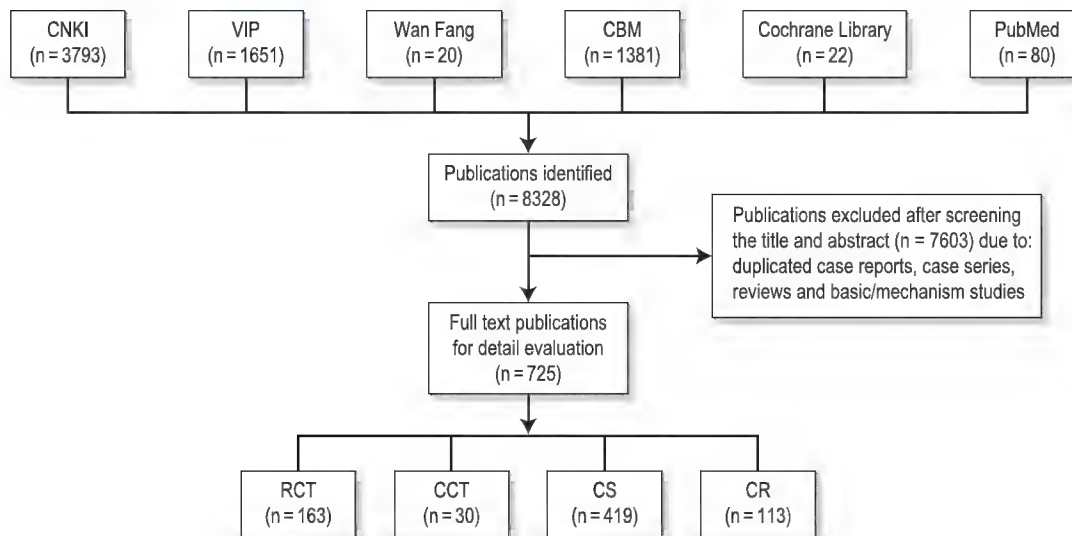 CNKI
(n = 3793)
VIP
(n = 1651)
Wan Fang
(n = 20)
CBM
(n = 1381)
Cochrane Library
(n = 22)
PubMed
(n = 80)
Publications identified
(n = 8328)
Publications excluded after screening
the title and abstract (n = 7603) due to:
duplicated case reports, case series,
reviews and basic/mechanism studies
Full text publications
for detail evaluation
(n = 725)
RCT
(n = 163)
CCT
(n = 30)
CS
(n = 419)
CR
(n = 113)